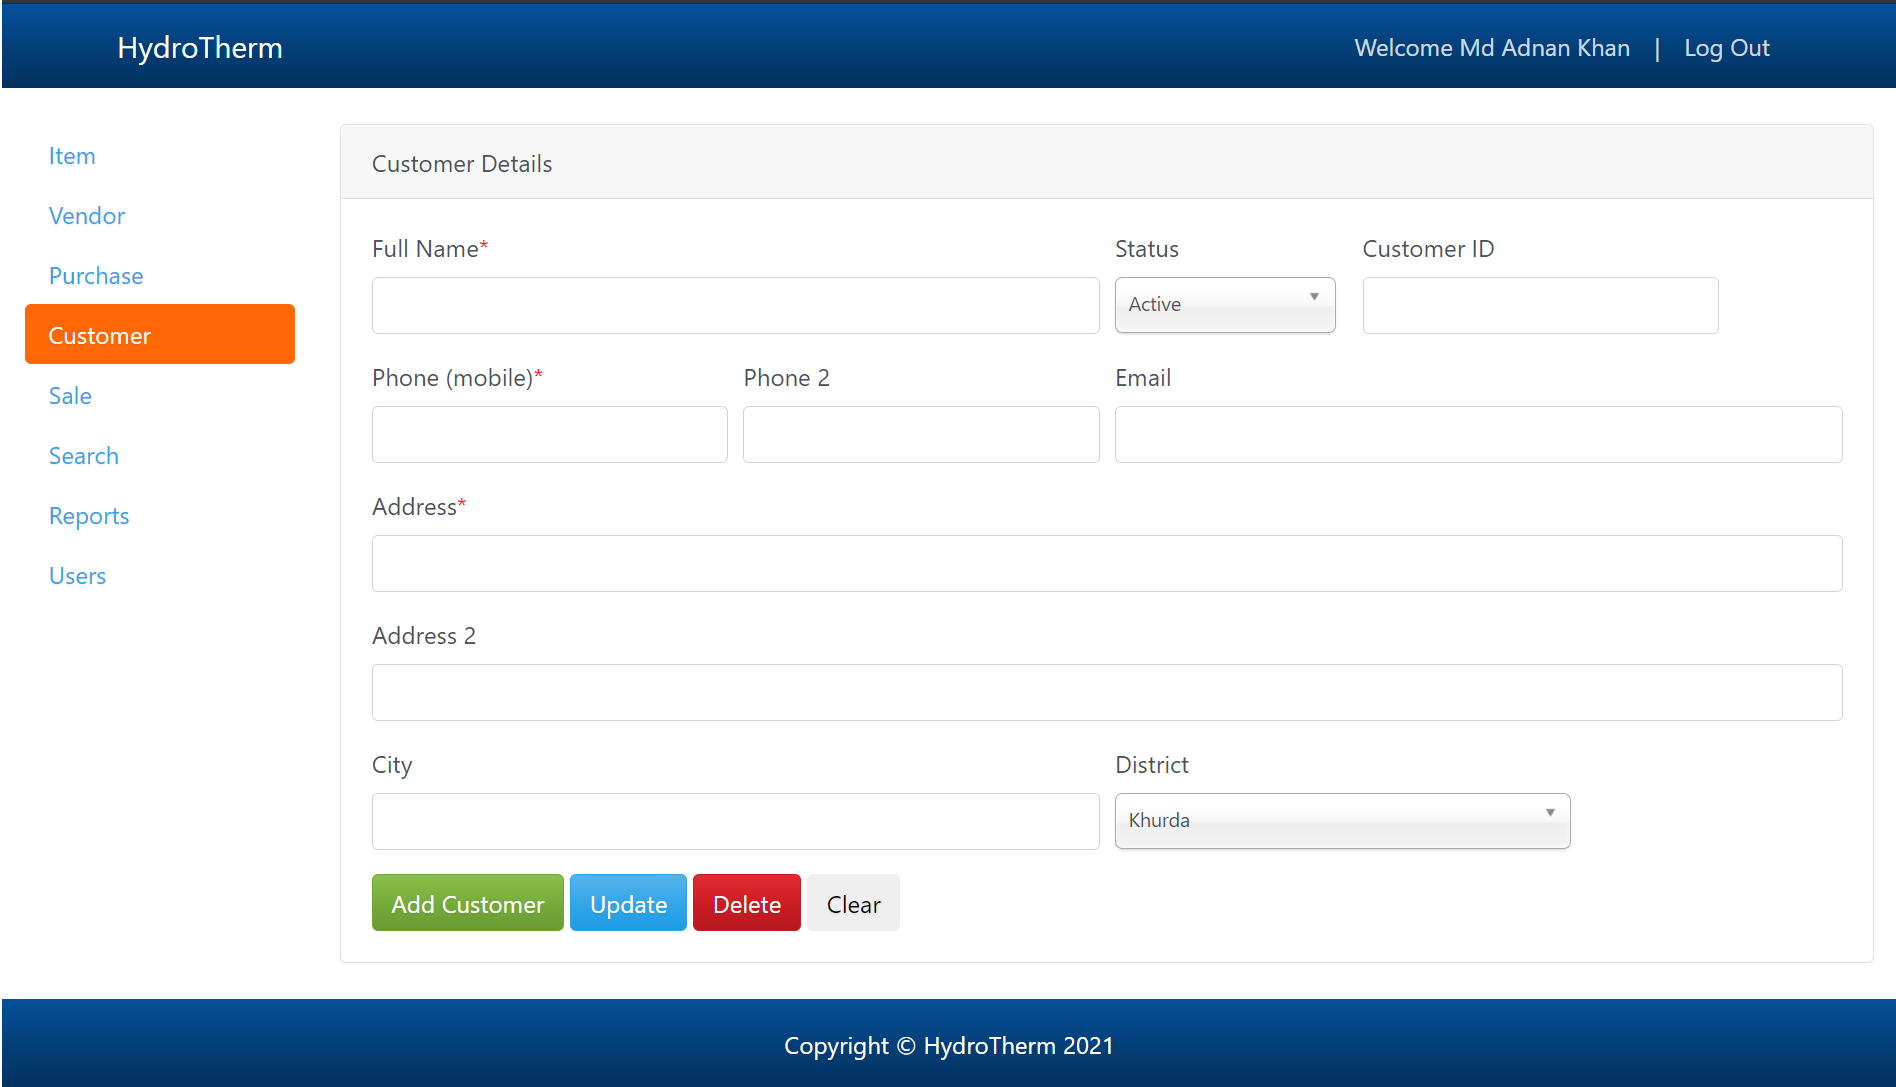 HydroTherm
Welcome Md Adnan Khan | Log Out
Item
Vendor
Purchase
Customer
Sale
Search
Reports
Users
Customer Details
Full Name* Status Customer ID
Active
Phone (mobile)* Phone 2 Email
Address*
Address 2
City District
Khurda
Add Customer Update Delete Clear
Copyright © HydroTherm 2021